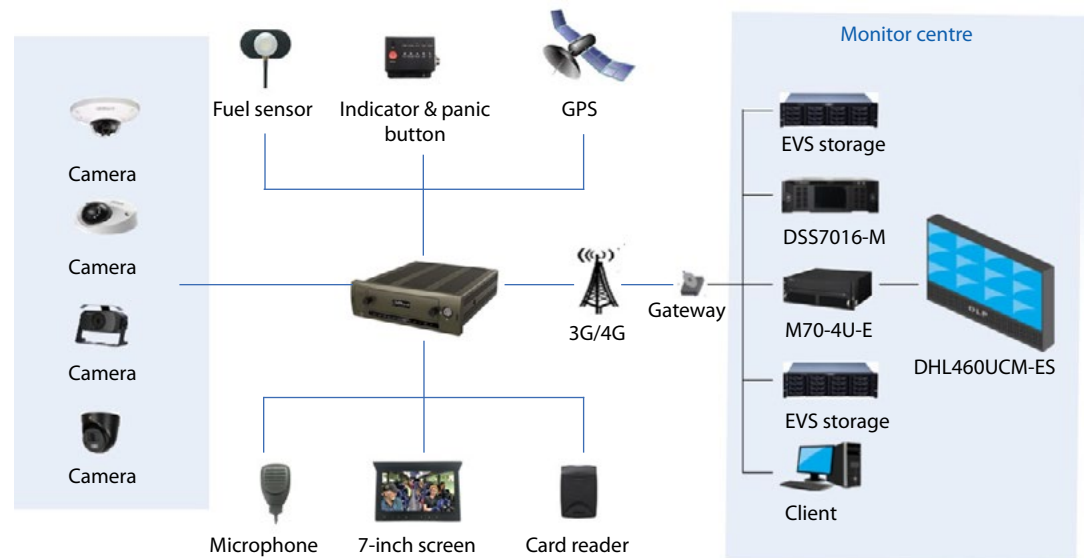 Monitor centre
Fuel sensor
Indicator & panic
button
GPS
Camera
Camera
Camera
Camera
3G/4G
Gateway
EVS storage
DSS7016-M
M70-4U-E
EVS storage
Client
DLP
DHL460UCM-ES
Microphone
7-inch screen
Card reader